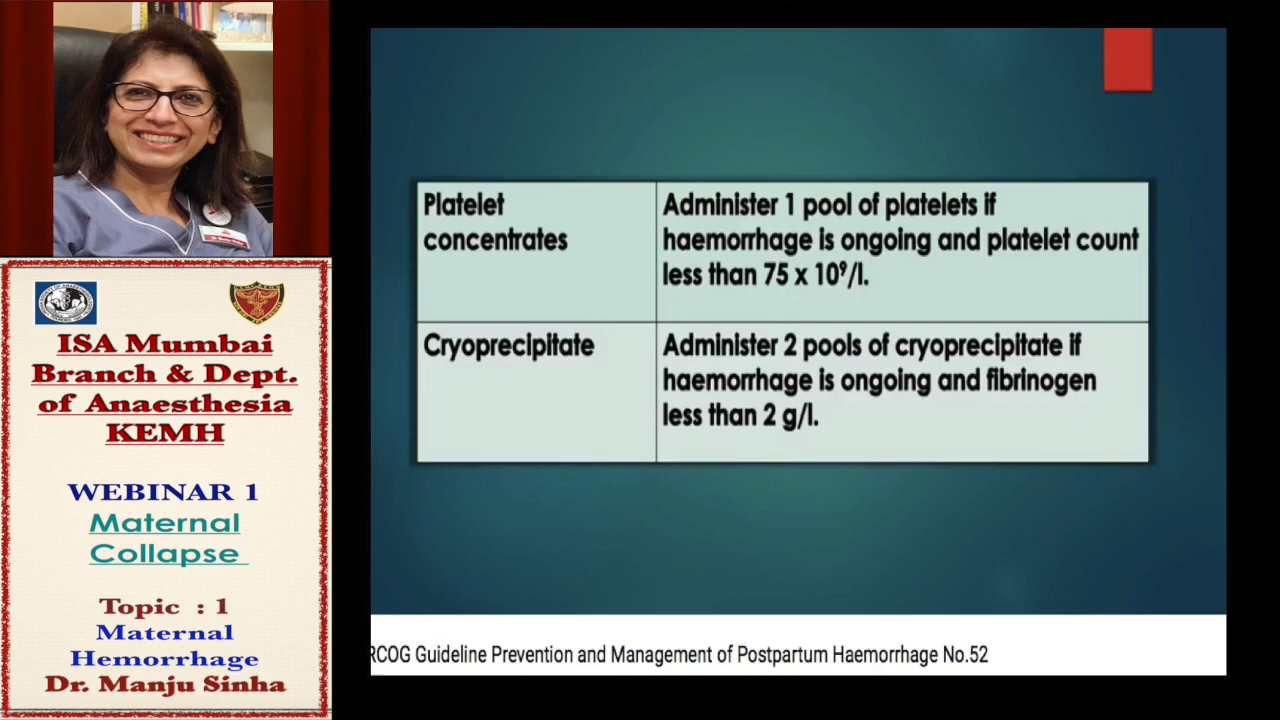 ISA Mumbai
Branch & Dept.
of Anaesthesia
KEMH
WEBINAR 1
Maternal
Collapse
Topic : 1
Maternal
Hemorrhage
Dr. Manju Sinha
Platelet
concentrates
Administer 1 pool of platelets if
haemorrhage is ongoing and platelet count
less than 75 x 10⁹/l.
Cryoprecipitate
Administer 2 pools of cryoprecipitate if
haemorrhage is ongoing and fibrinogen
less than 2 g/l.
RCOG Guideline Prevention and Management of Postpartum Haemorrhage No.52